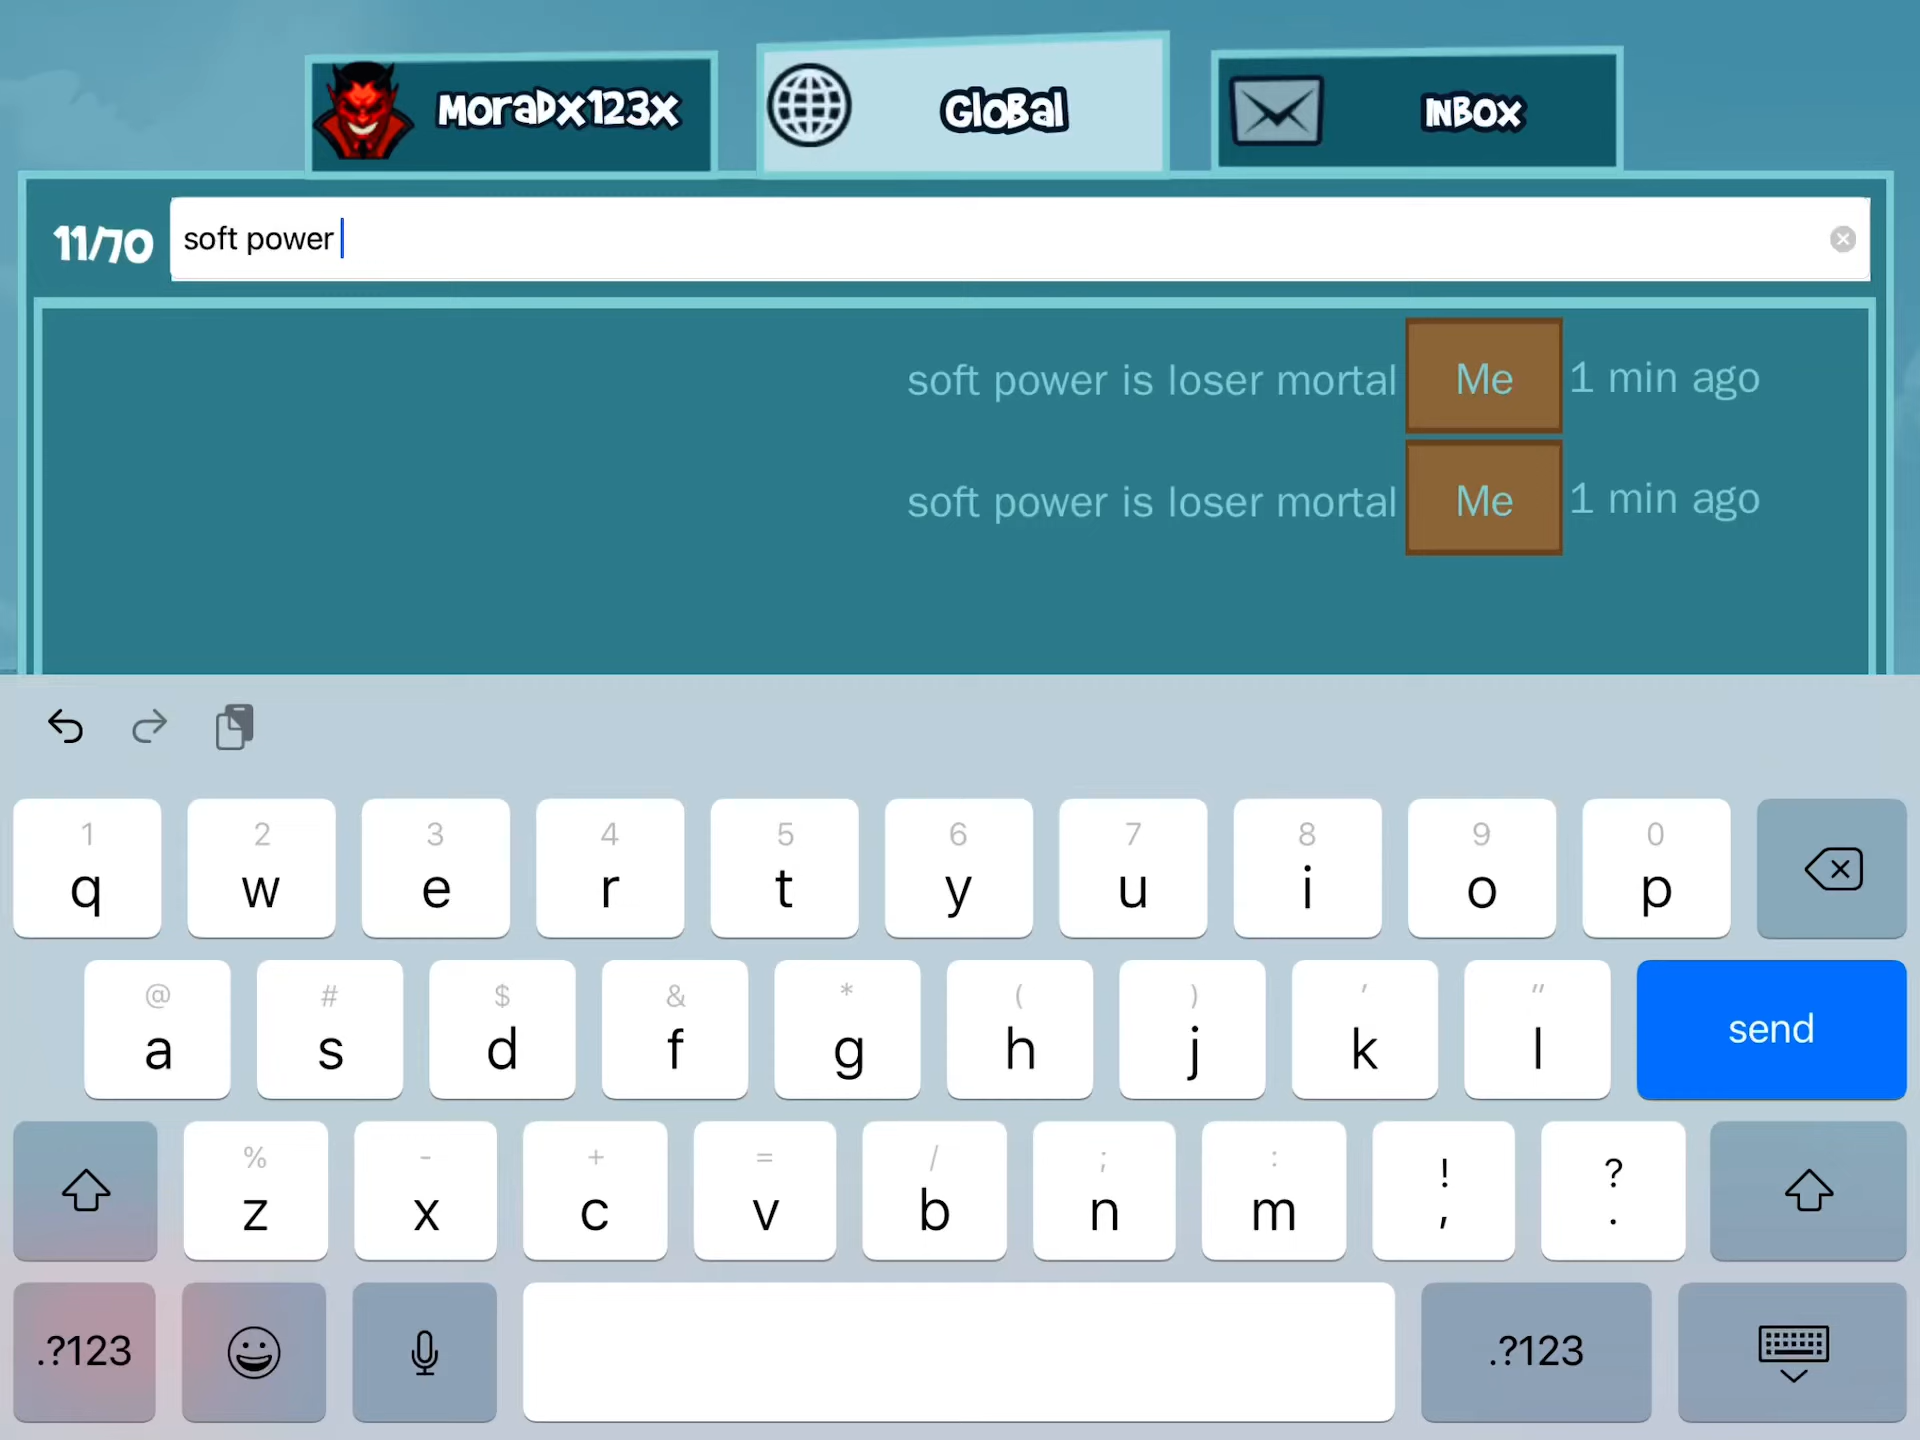 MoraDX123X
Global
INBOX
11/70
soft power
soft power is loser mortal Me 1 min ago
soft power is loser mortal Me 1 min ago
1 2 3 4 5 6 7 8 9 0
q w e r t y u i o p
@ # $ & * ( ) ' "
a s d f g h j k l send
% - + = / ; : ! ?
z x c v b n m , .
.?123 .?123